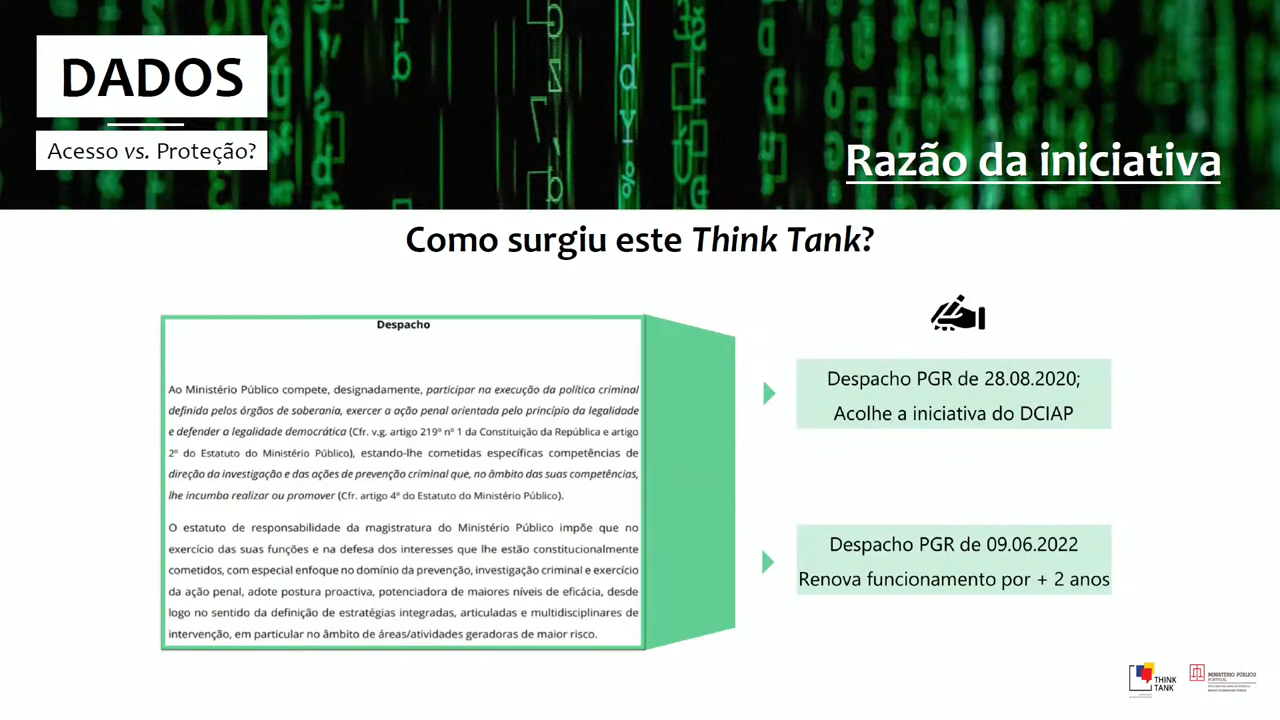 DADOS
Acesso vs. Proteção?
Razão da iniciativa
Como surgiu este Think Tank?
Despacho
Ao Ministério Público compete, designadamente, participar na execução da política criminal
definida pelos órgãos de soberania, exercer a ação penal orientada pelo princípio da legalidade
e defender a legalidade democrática (Cfr. v.g. artigo 219º nº 1 da Constituição da República e artigo
2º do Estatuto do Ministério Público), estando-lhe cometidas específicas competências de
direção da investigação e das ações de prevenção criminal que, no âmbito das suas competências,
lhe incumba realizar ou promover (Cfr. artigo 4º do Estatuto do Ministério Público).
O estatuto de responsabilidade da magistratura do Ministério Público impõe que no
exercício das suas funções e na defesa dos interesses que lhe estão constitucionalmente
cometidos, com especial enfoque no domínio da prevenção, investigação criminal e exercício
da ação penal, adote postura proactiva, potenciadora de maiores níveis de eficácia, desde
logo no sentido da definição de estratégias integradas, articuladas e multidisciplinares de
intervenção, em particular no âmbito de áreas/atividades geradoras de maior risco.
Despacho PGR de 28.08.2020;
Acolhe a iniciativa do DCIAP
Despacho PGR de 09.06.2022
Renova funcionamento por + 2 anos
THINK
TANK
MINISTÉRIO PÚBLICO
PORTUGAL